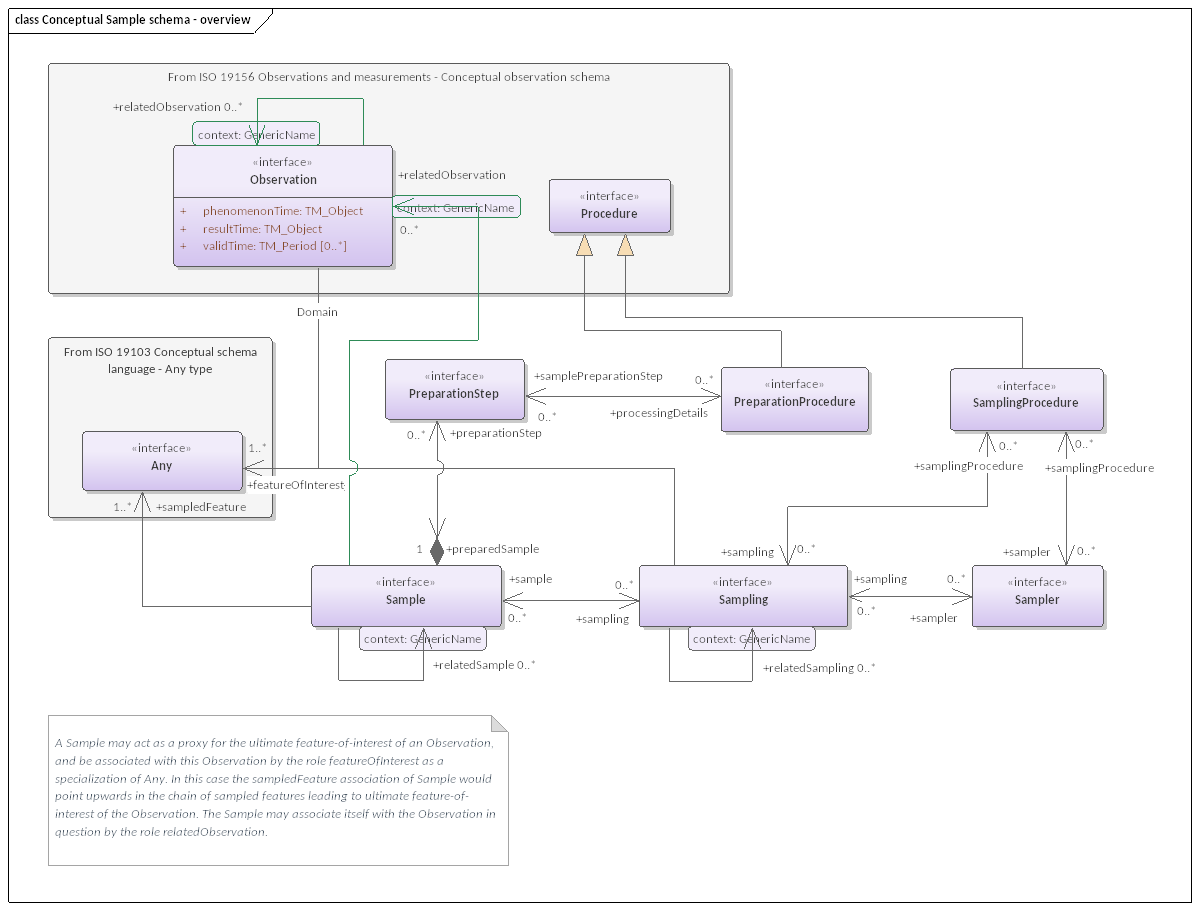 class Conceptual Sample schema - overview
From ISO 19156 Observations and measurements - Conceptual observation schema
+relatedObservation 0..*
context: GenericName
«interface»
Observation
+ phenomenonTime: TM_Object
+ resultTime: TM_Object
+ validTime: TM_Period [0..*]
+relatedObservation
context: GenericName
0..*
«interface»
Procedure
Domain
From ISO 19103 Conceptual schema
language - Any type
«interface»
Any
1..*
+featureOfInterest
1..*
+sampledFeature
«interface»
PreparationStep
+samplePreparationStep
0..*
0..*
+processingDetails
«interface»
PreparationProcedure
«interface»
SamplingProcedure
0..*
+preparationStep
0..*
+samplingProcedure
0..*
+samplingProcedure
1
+preparedSample
+sampling
0..*
+sampler
0..*
«interface»
Sample
+sample
0..*
0..*
+sampling
«interface»
Sampling
+sampling
0..*
0..*
+sampler
«interface»
Sampler
context: GenericName
+relatedSample 0..*
context: GenericName
+relatedSampling 0..*
A Sample may act as a proxy for the ultimate feature-of-interest of an Observation,
and be associated with this Observation by the role featureOfInterest as a
specialization of Any. In this case the sampledFeature association of Sample would
point upwards in the chain of sampled features leading to ultimate feature-of-
interest of the Observation. The Sample may associate itself with the Observation in
question by the role relatedObservation.